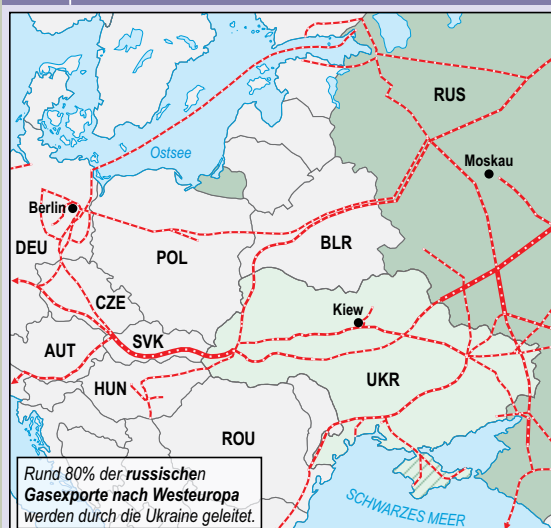 RUS
Ostsee
Moskau
Berlin
DEU
POL
BLR
CZE
Kiew
SVK
AUT
HUN
UKR
ROU
Rund 80% der russischen
Gasexporte nach Westeuropa
werden durch die Ukraine geleitet.
SCHWARZES MEER